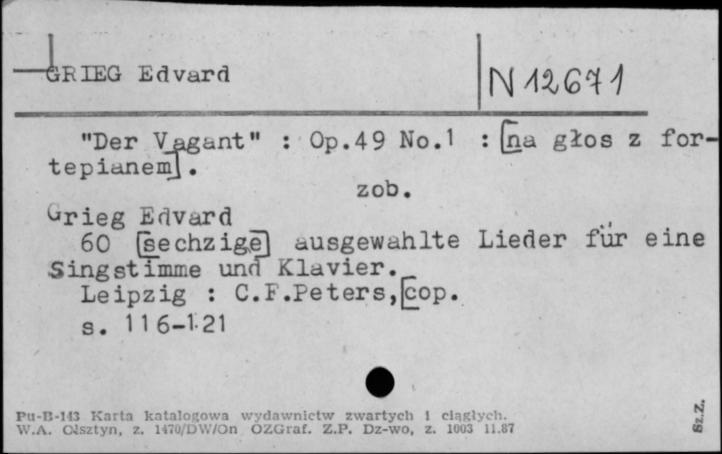 GRIEG Edvard
N 12671
"Der Vagant" : Op.49 No.1 : [na głos z for-
tepianem].
zob.
Grieg Edvard
60 [sechzige] ausgewahlte Lieder für eine
Singstimme und Klavier.
Leipzig : C.F.Peters,[cop.
s. 116-121
Pu-B-143 Karta katalogowa wydawnictw zwartych i ciągłych.
W.A. Olsztyn, z. 1470/DW/On OZGraf. Z.P. Dz-wo, z. 1003 11.87
Sz.Z.